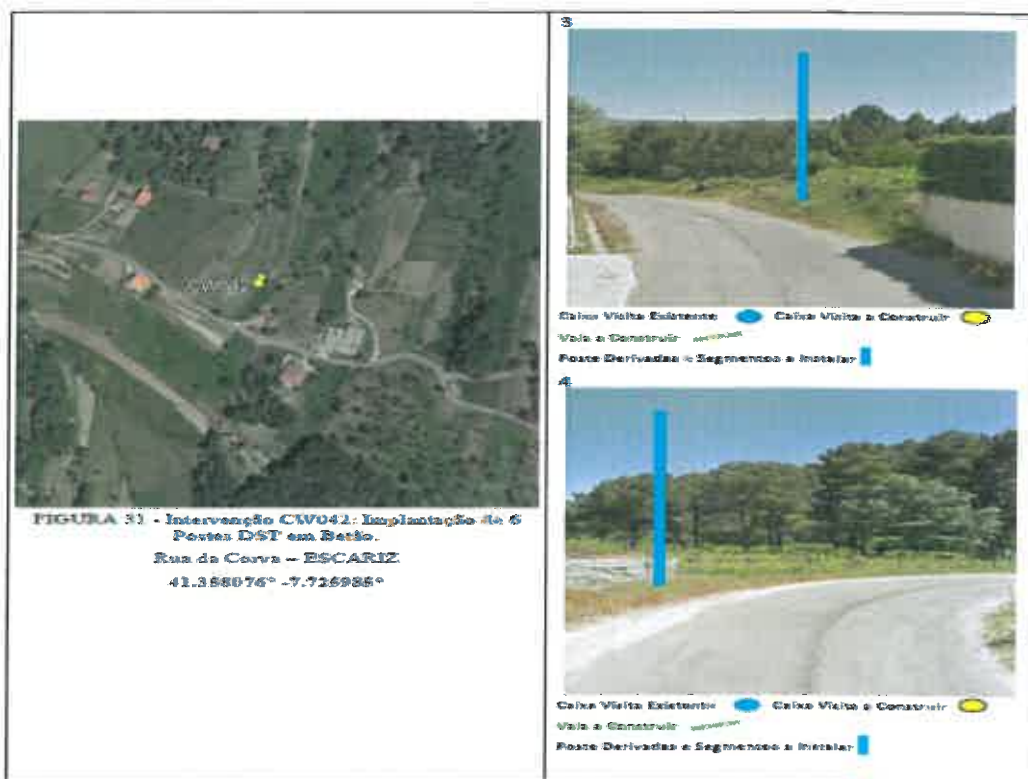 FIGURA 31 - Intervenção CW042: Implantação de 6
Postes DST em Betão.
Rua da Corva – ESCARIZ
41.358076° -7.725985°
3
Caixa Visita Existente Caixa Visita a Construir
Vala a Construir
Poste Derivadas e Segmentos a Instalar
4
Caixa Visita Existente Caixa Visita a Construir
Vala a Construir
Poste Derivadas e Segmentos a Instalar